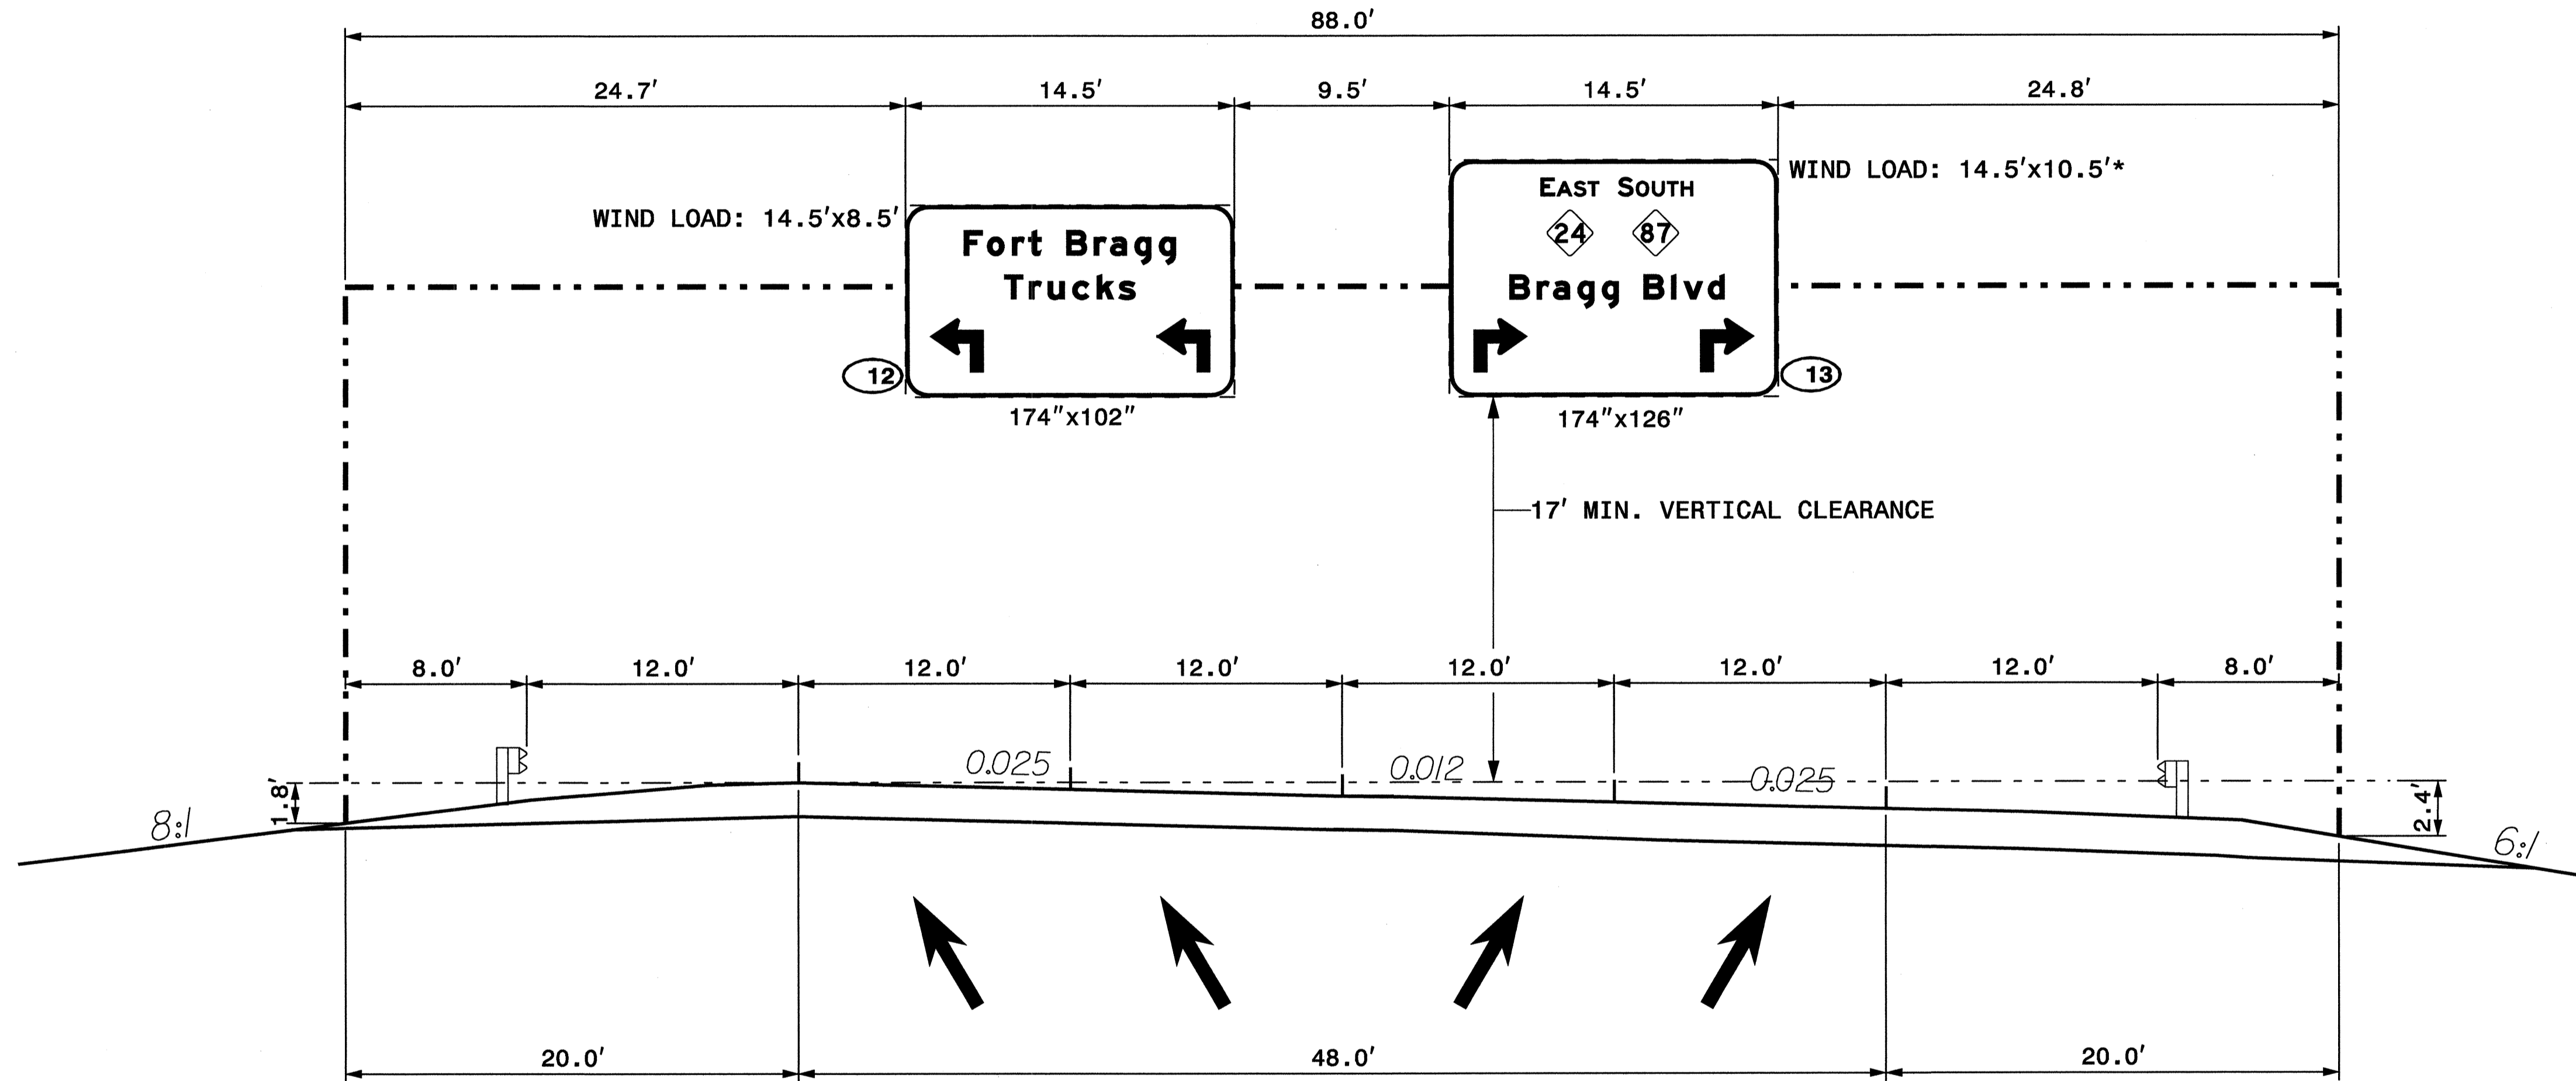 88.0'
24.7' 14.5' 9.5' 14.5' 24.8'
WIND LOAD: 14.5'x8.5'
WIND LOAD: 14.5'x10.5'*
Fort Bragg
Trucks
12
174"x102"
EAST SOUTH
24 87
Bragg Blvd
13
174"x126"
17' MIN. VERTICAL CLEARANCE
8.0' 12.0' 12.0' 12.0' 12.0' 12.0' 12.0' 8.0'
0.025 0.012 0.025
1.8'
2.4'
8:1
6:1
20.0' 48.0' 20.0'